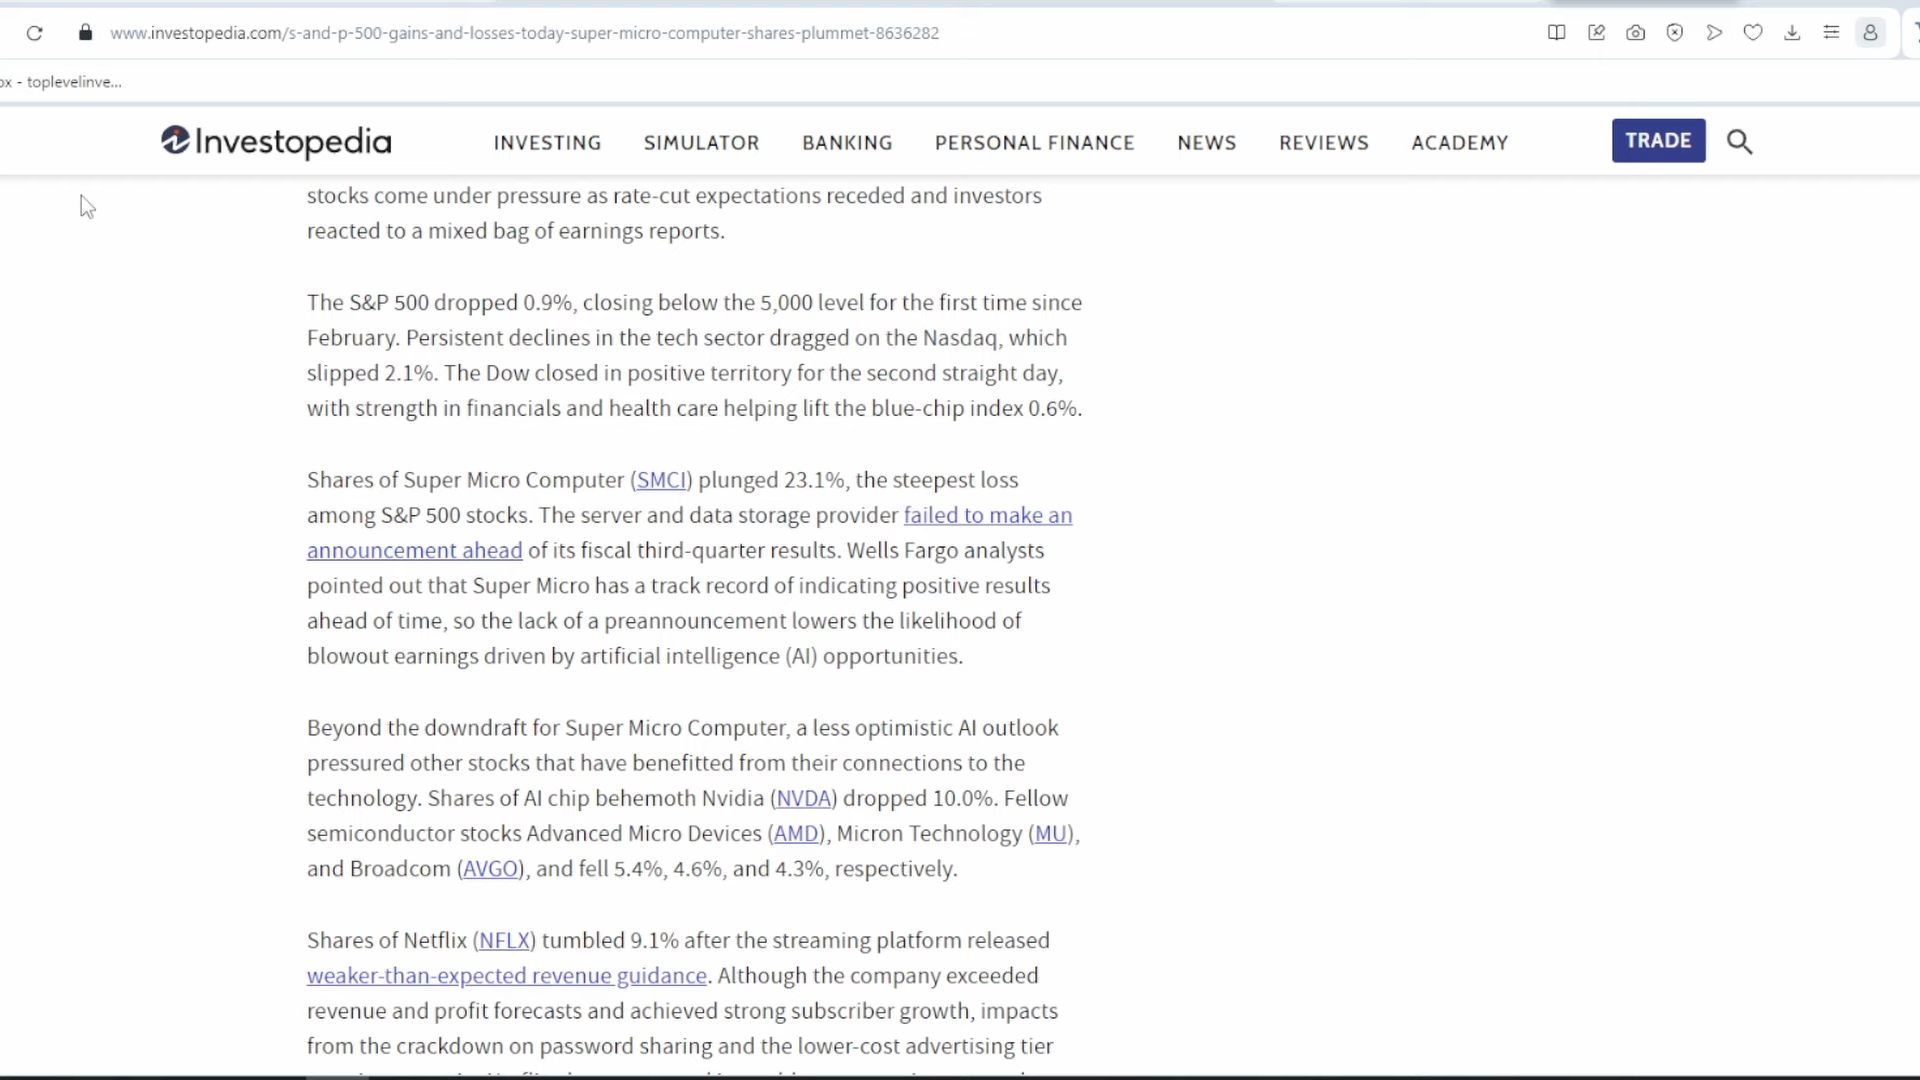 www.investopedia.com/s-and-p-500-gains-and-losses-today-super-micro-computer-shares-plummet-8636282
ox - toplevelinve...
Investopedia INVESTING SIMULATOR BANKING PERSONAL FINANCE NEWS REVIEWS ACADEMY TRADE
stocks come under pressure as rate-cut expectations receded and investors
reacted to a mixed bag of earnings reports.
The S&P 500 dropped 0.9%, closing below the 5,000 level for the first time since
February. Persistent declines in the tech sector dragged on the Nasdaq, which
slipped 2.1%. The Dow closed in positive territory for the second straight day,
with strength in financials and health care helping lift the blue-chip index 0.6%.
Shares of Super Micro Computer (SMCI) plunged 23.1%, the steepest loss
among S&P 500 stocks. The server and data storage provider failed to make an
announcement ahead of its fiscal third-quarter results. Wells Fargo analysts
pointed out that Super Micro has a track record of indicating positive results
ahead of time, so the lack of a preannouncement lowers the likelihood of
blowout earnings driven by artificial intelligence (AI) opportunities.
Beyond the downdraft for Super Micro Computer, a less optimistic AI outlook
pressured other stocks that have benefitted from their connections to the
technology. Shares of AI chip behemoth Nvidia (NVDA) dropped 10.0%. Fellow
semiconductor stocks Advanced Micro Devices (AMD), Micron Technology (MU),
and Broadcom (AVGO), and fell 5.4%, 4.6%, and 4.3%, respectively.
Shares of Netflix (NFLX) tumbled 9.1% after the streaming platform released
weaker-than-expected revenue guidance. Although the company exceeded
revenue and profit forecasts and achieved strong subscriber growth, impacts
from the crackdown on password sharing and the lower-cost advertising tier